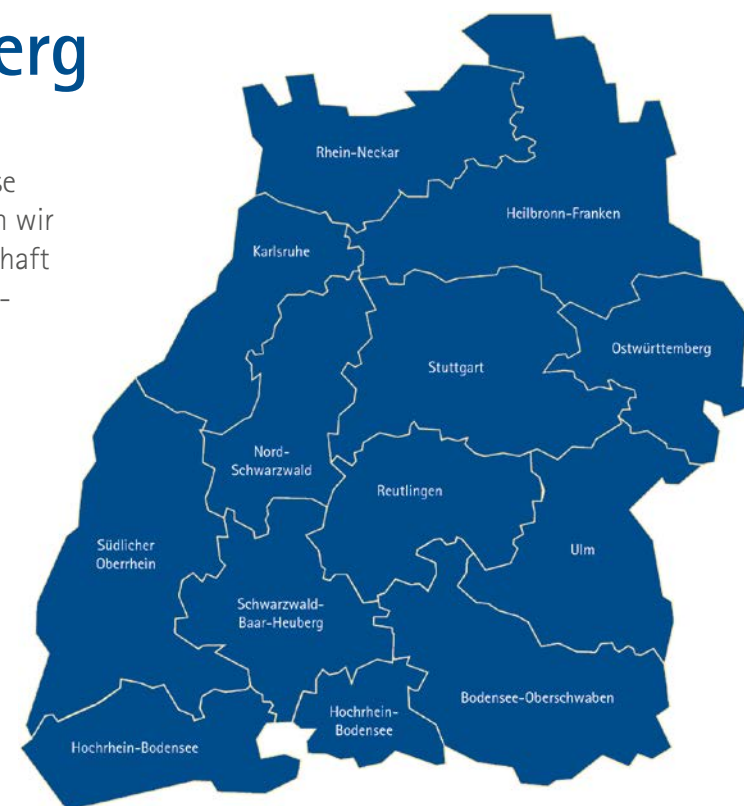 erg
se
n wir
haft
-
Rhein-Neckar
Heilbronn-Franken
Karlsruhe
Ostwürttemberg
Stuttgart
Nord-
Schwarzwald
Reutlingen
Südlicher
Oberrhein
Ulm
Schwarzwald-
Baar-Heuberg
Bodensee-Oberschwaben
Hochrhein-
Bodensee
Hochrhein-Bodensee